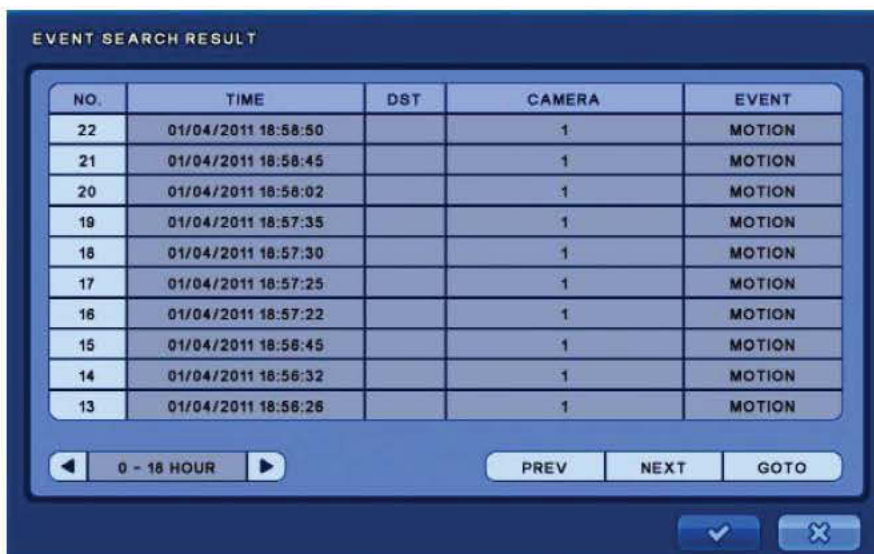 EVENT SEARCH RESULT
NO. TIME DST CAMERA EVENT
22 01/04/2011 18:58:50 1 MOTION
21 01/04/2011 18:58:45 1 MOTION
20 01/04/2011 18:58:02 1 MOTION
19 01/04/2011 18:57:35 1 MOTION
18 01/04/2011 18:57:30 1 MOTION
17 01/04/2011 18:57:25 1 MOTION
16 01/04/2011 18:57:22 1 MOTION
15 01/04/2011 18:56:45 1 MOTION
14 01/04/2011 18:56:32 1 MOTION
13 01/04/2011 18:56:26 1 MOTION
0 - 18 HOUR PREV NEXT GOTO